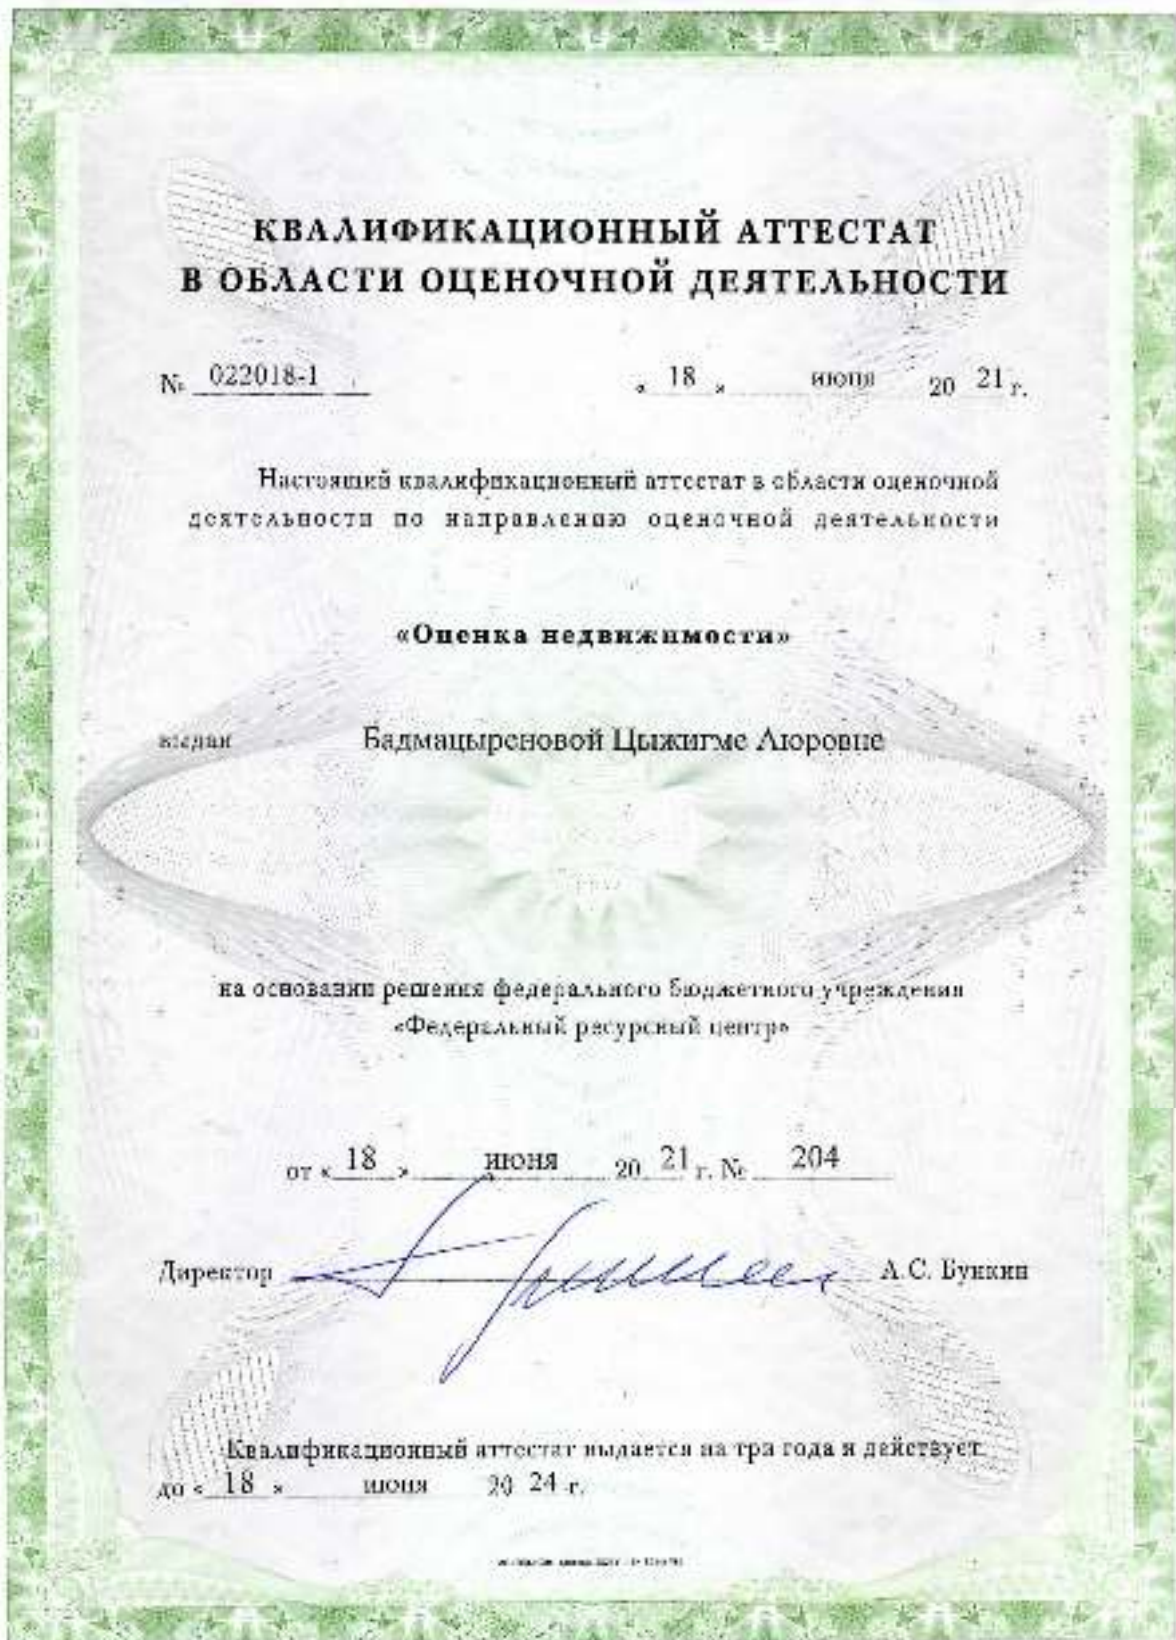 КВАЛИФИКАЦИОННЫЙ АТТЕСТАТ
В ОБЛАСТИ ОЦЕНОЧНОЙ ДЕЯТЕЛЬНОСТИ
№ 022018-1 « 18 » июня 20 21 г.
Настоящий квалификационный аттестат в области оценочной
деятельности по направлению оценочной деятельности
«Оценка недвижимости»
выдан Бадмацыреновой Цыжигме Люровне
на основании решения федерального бюджетного учреждения
«Федеральный ресурсный центр»
от « 18 » июня 20 21 г. № 204
Директор А.С. Бункин
Квалификационный аттестат выдается на три года и действует
до « 18 » июня 20 24 г.